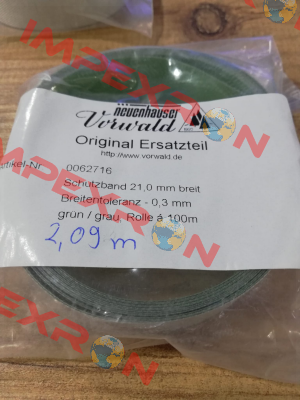 neuenhauser
Vorwald
Original Ersatzteil
http://www.vorwald.de
Artikel-Nr. 0062716
Schutzband 21,0 mm breit
Breitentoleranz - 0,3 mm
grün / grau, Rolle á 100m
2,09 m
IMPEXRON